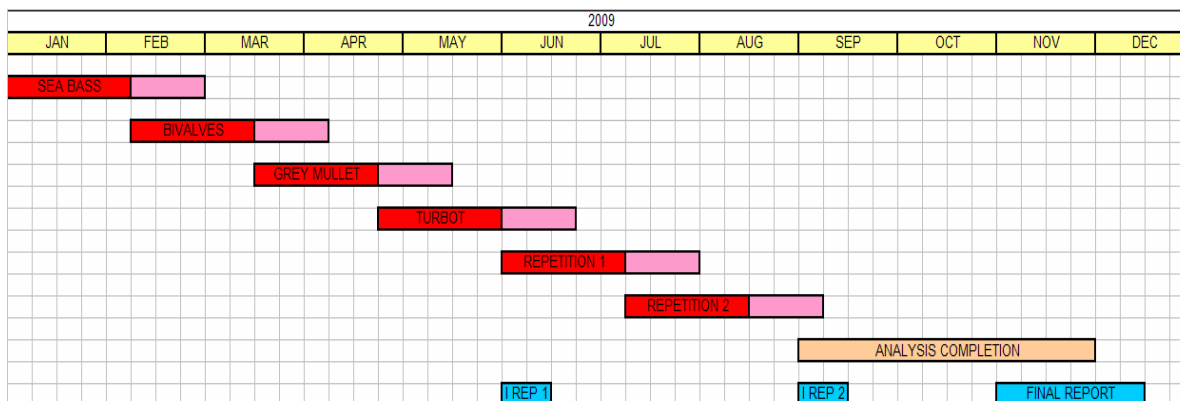 2009
JAN FEB MAR APR MAY JUN JUL AUG SEP OCT NOV DEC
SEA BASS
BIVALVES
GREY MULLET
TURBOT
REPETITION 1
REPETITION 2
ANALYSIS COMPLETION
I REP 1 I REP 2 FINAL REPORT